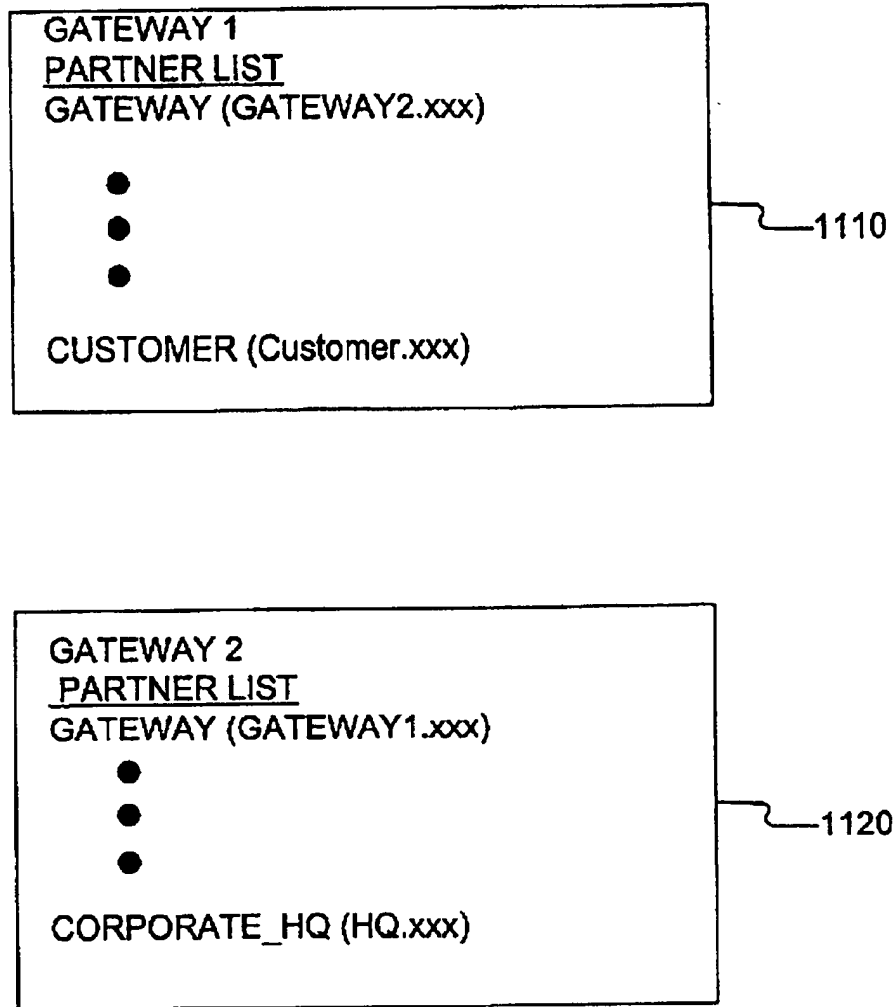 GATEWAY 1
PARTNER LIST
GATEWAY (GATEWAY2.xxx)
CUSTOMER (Customer.xxx)
1110
GATEWAY 2
PARTNER LIST
GATEWAY (GATEWAY1.xxx)
CORPORATE_HQ (HQ.xxx)
1120